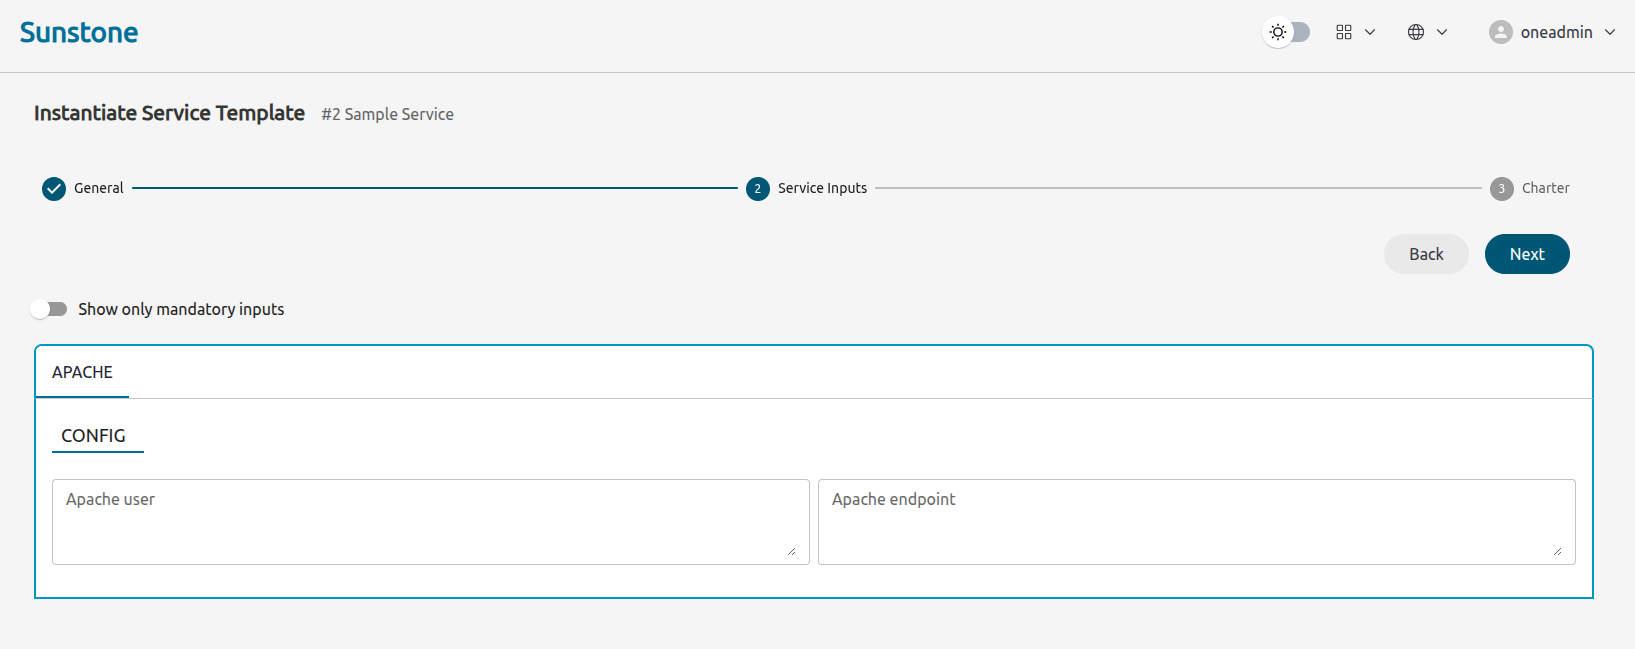 Sunstone
oneadmin
Instantiate Service Template #2 Sample Service
General 2 Service Inputs 3 Charter
Back Next
Show only mandatory inputs
APACHE
CONFIG
Apache user Apache endpoint